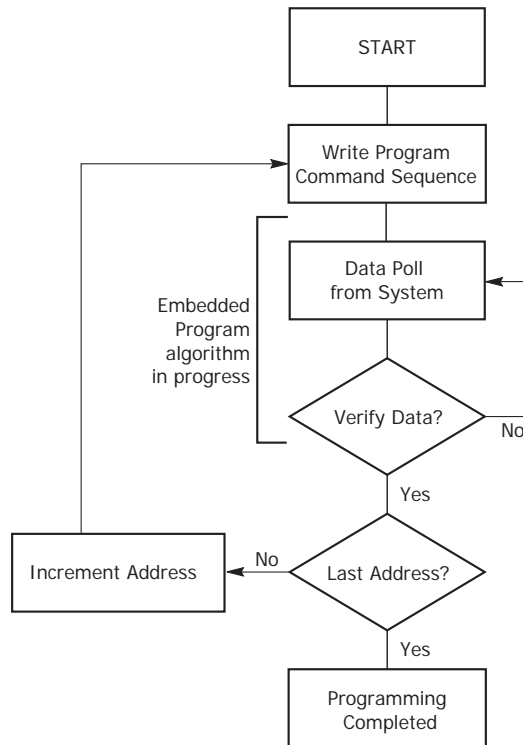 START
Write Program
Command Sequence
Data Poll
from System
Embedded
Program
algorithm
in progress
Verify Data?
No
Yes
Increment Address
No
Last Address?
Yes
Programming
Completed